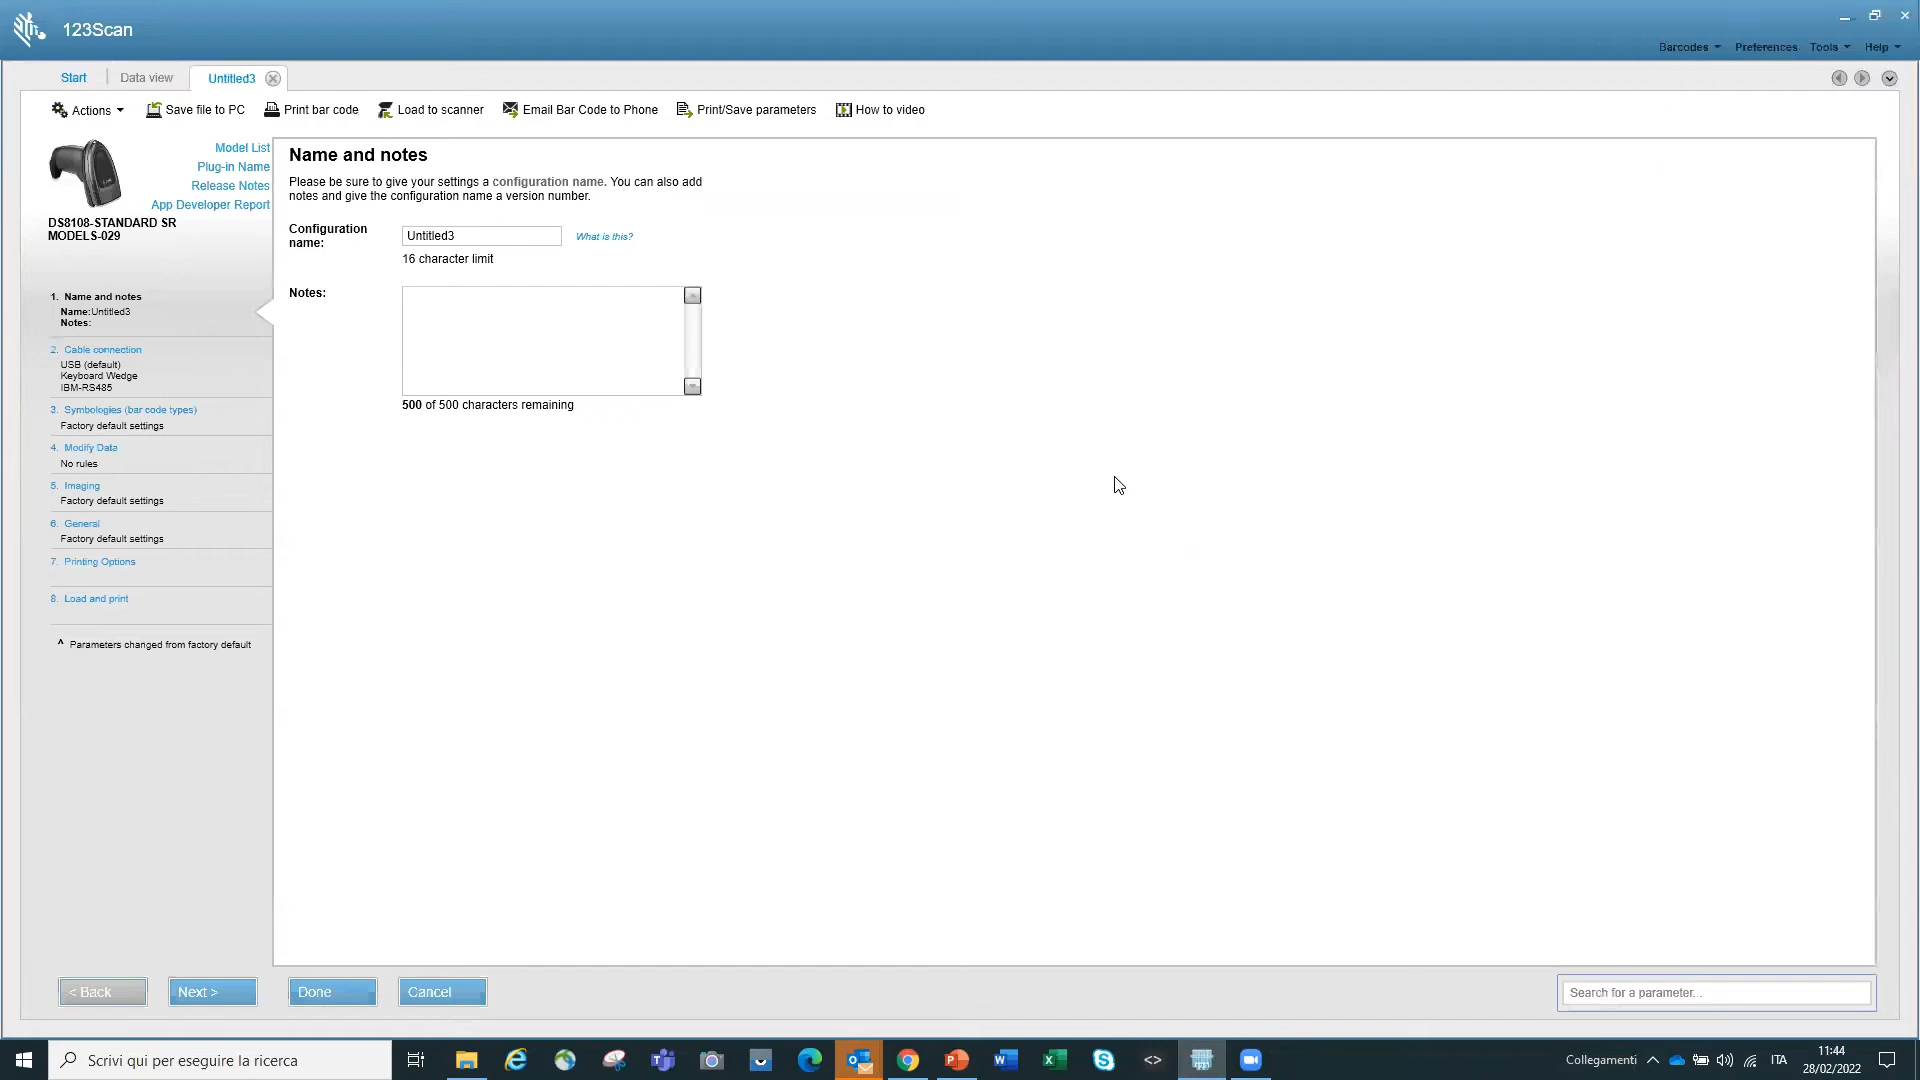 123Scan
Barcodes Preferences Tools Help
Start Data view Untitled3
Actions Save file to PC Print bar code Load to scanner Email Bar Code to Phone Print/Save parameters How to video
Model List
Plug-in Name
Release Notes
App Developer Report
DS8108-STANDARD SR
MODELS-029
1. Name and notes
Name:Untitled3
Notes:
2. Cable connection
USB (default)
Keyboard Wedge
IBM-RS485
3. Symbologies (bar code types)
Factory default settings
4. Modify Data
No rules
5. Imaging
Factory default settings
6. General
Factory default settings
7. Printing Options
8. Load and print
^ Parameters changed from factory default
Name and notes
Please be sure to give your settings a configuration name. You can also add
notes and give the configuration name a version number.
Configuration
name:
Untitled3 What is this?
16 character limit
Notes:
500 of 500 characters remaining
< Back Next > Done Cancel
Search for a parameter...
Scrivi qui per eseguire la ricerca
Collegamenti ITA
11:44
28/02/2022